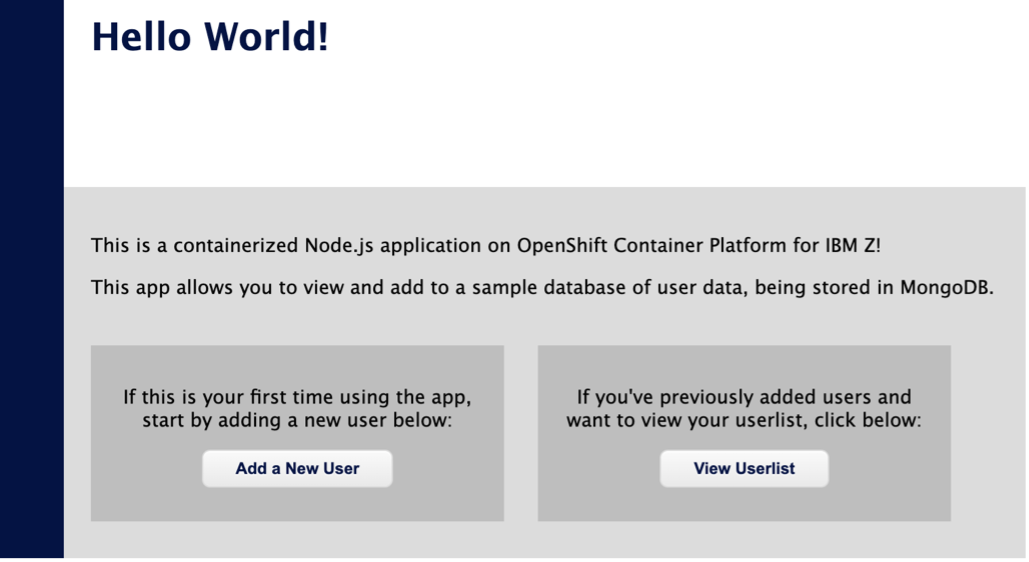 Hello World!
This is a containerized Node.js application on OpenShift Container Platform for IBM Z!
This app allows you to view and add to a sample database of user data, being stored in MongoDB.
If this is your first time using the app,
start by adding a new user below:
Add a New User
If you've previously added users and
want to view your userlist, click below:
View Userlist